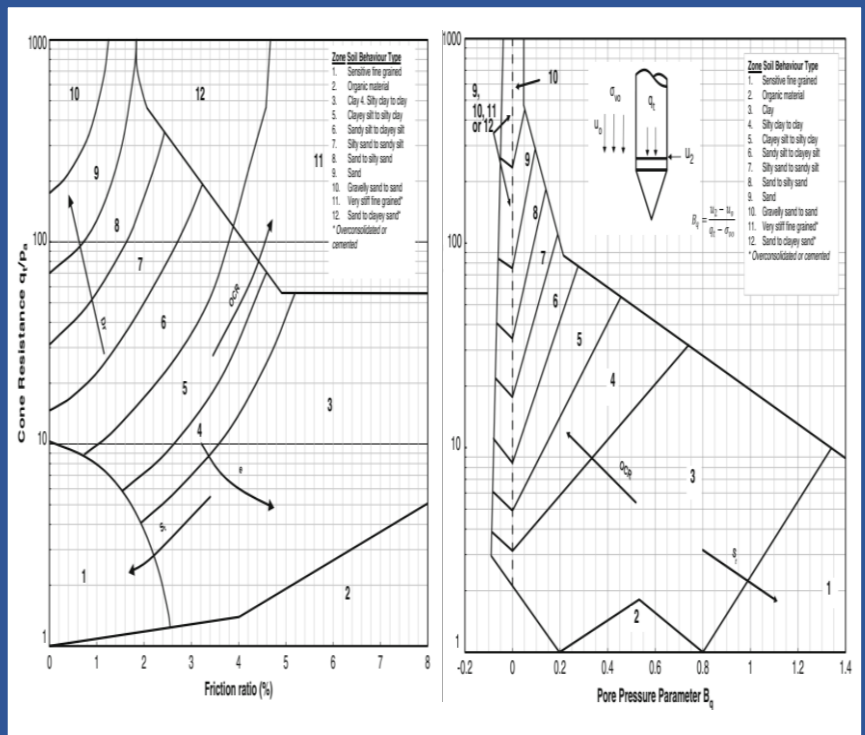 Cone Resistance qt/Pa
1000
100
10
1
0
1
2
3
4
5
6
7
8
Friction ratio (%)
10
12
11
9
8
7
6
5
4
3
1
2
OCR
e
St
Zone Soil Behaviour Type
1. Sensitive fine grained
2. Organic material
3. Clay 4. Silty clay to clay
5. Clayey silt to silty clay
6. Sandy silt to clayey silt
7. Silty sand to sandy silt
8. Sand to silty sand
9. Sand
10. Gravelly sand to sand
11. Very stiff fine grained*
12. Sand to clayey sand*
* Overconsolidated or
cemented
1000
100
10
1
-0.2
0
0.2
0.4
0.6
0.8
1
1.2
1.4
Pore Pressure Parameter Bq
9,
10, 11
or 12
10
9
8
7
6
5
4
3
2
1
OCR
St
σvo
uo
qt
u2
Bq = (u2 - uo) / (qt - σvo)
Zone Soil Behaviour Type
1. Sensitive fine grained
2. Organic material
3. Clay
4. Silty clay to clay
5. Clayey silt to silty clay
6. Sandy silt to clayey silt
7. Silty sand to sandy silt
8. Sand to silty sand
9. Sand
10. Gravelly sand to sand
11. Very stiff fine grained*
12. Sand to clayey sand*
* Overconsolidated or cemented